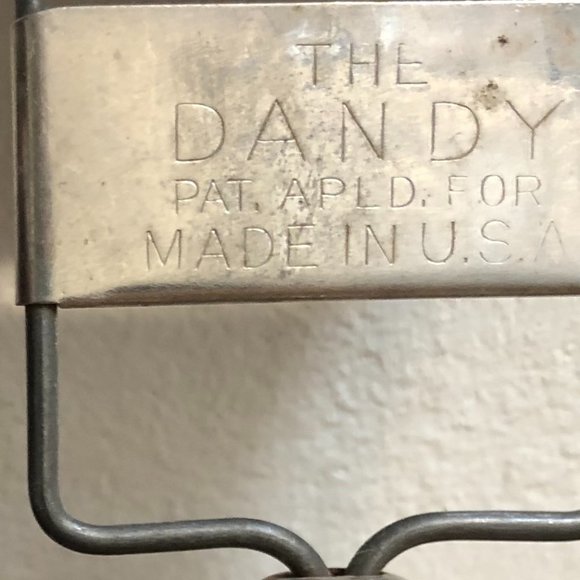 THE
DANDY
PAT. APLD. FOR
MADE IN U.S.A